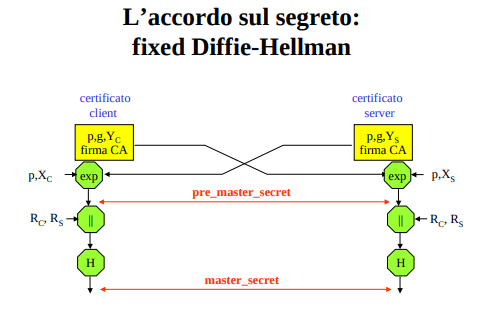 L’accordo sul segreto:
fixed Diffie-Hellman
certificato
client
certificato
server
p,g,Y_C
firma CA
p,g,Y_S
firma CA
p,X_C
exp
exp
p,X_S
pre_master_secret
R_C, R_S
||
||
R_C, R_S
H
H
master_secret